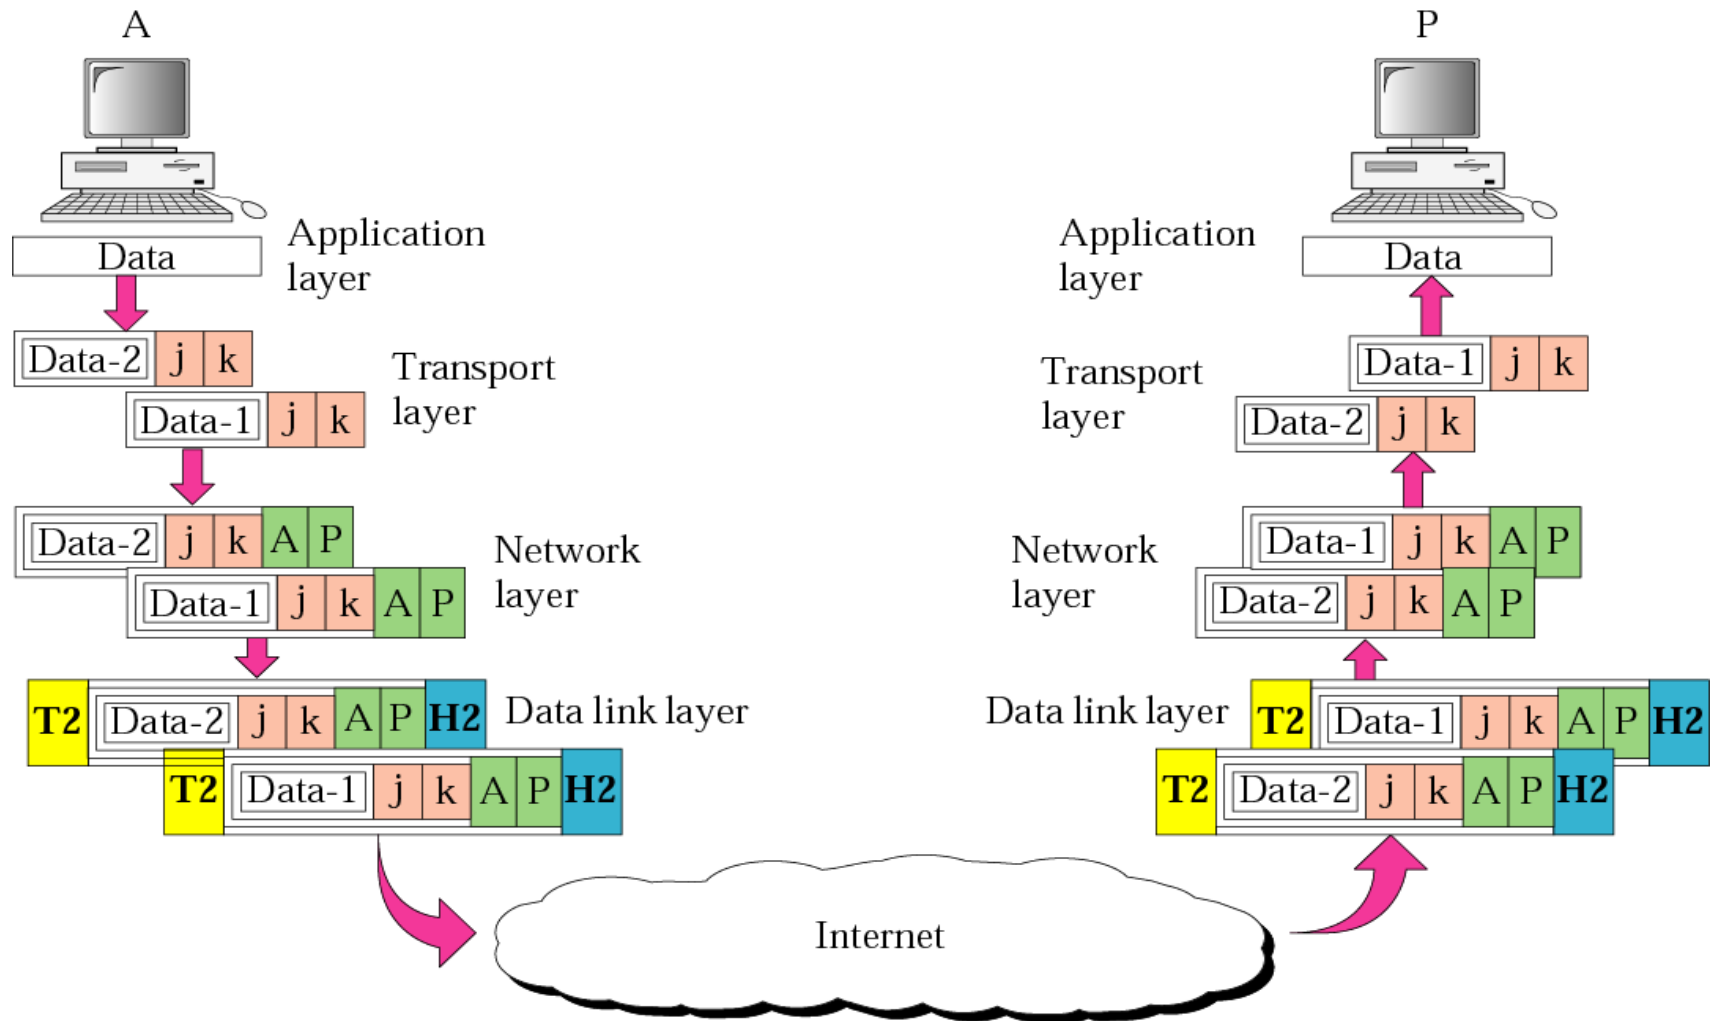 A
P
Data
Application
layer
Application
layer
Data
Data-2 j k
Data-1 j k
Transport
layer
Transport
layer
Data-1 j k
Data-2 j k
Data-2 j k A P
Data-1 j k A P
Network
layer
Network
layer
Data-1 j k A P
Data-2 j k A P
T2 Data-2 j k A P H2
T2 Data-1 j k A P H2
Data link layer
Data link layer
T2 Data-1 j k A P H2
T2 Data-2 j k A P H2
Internet